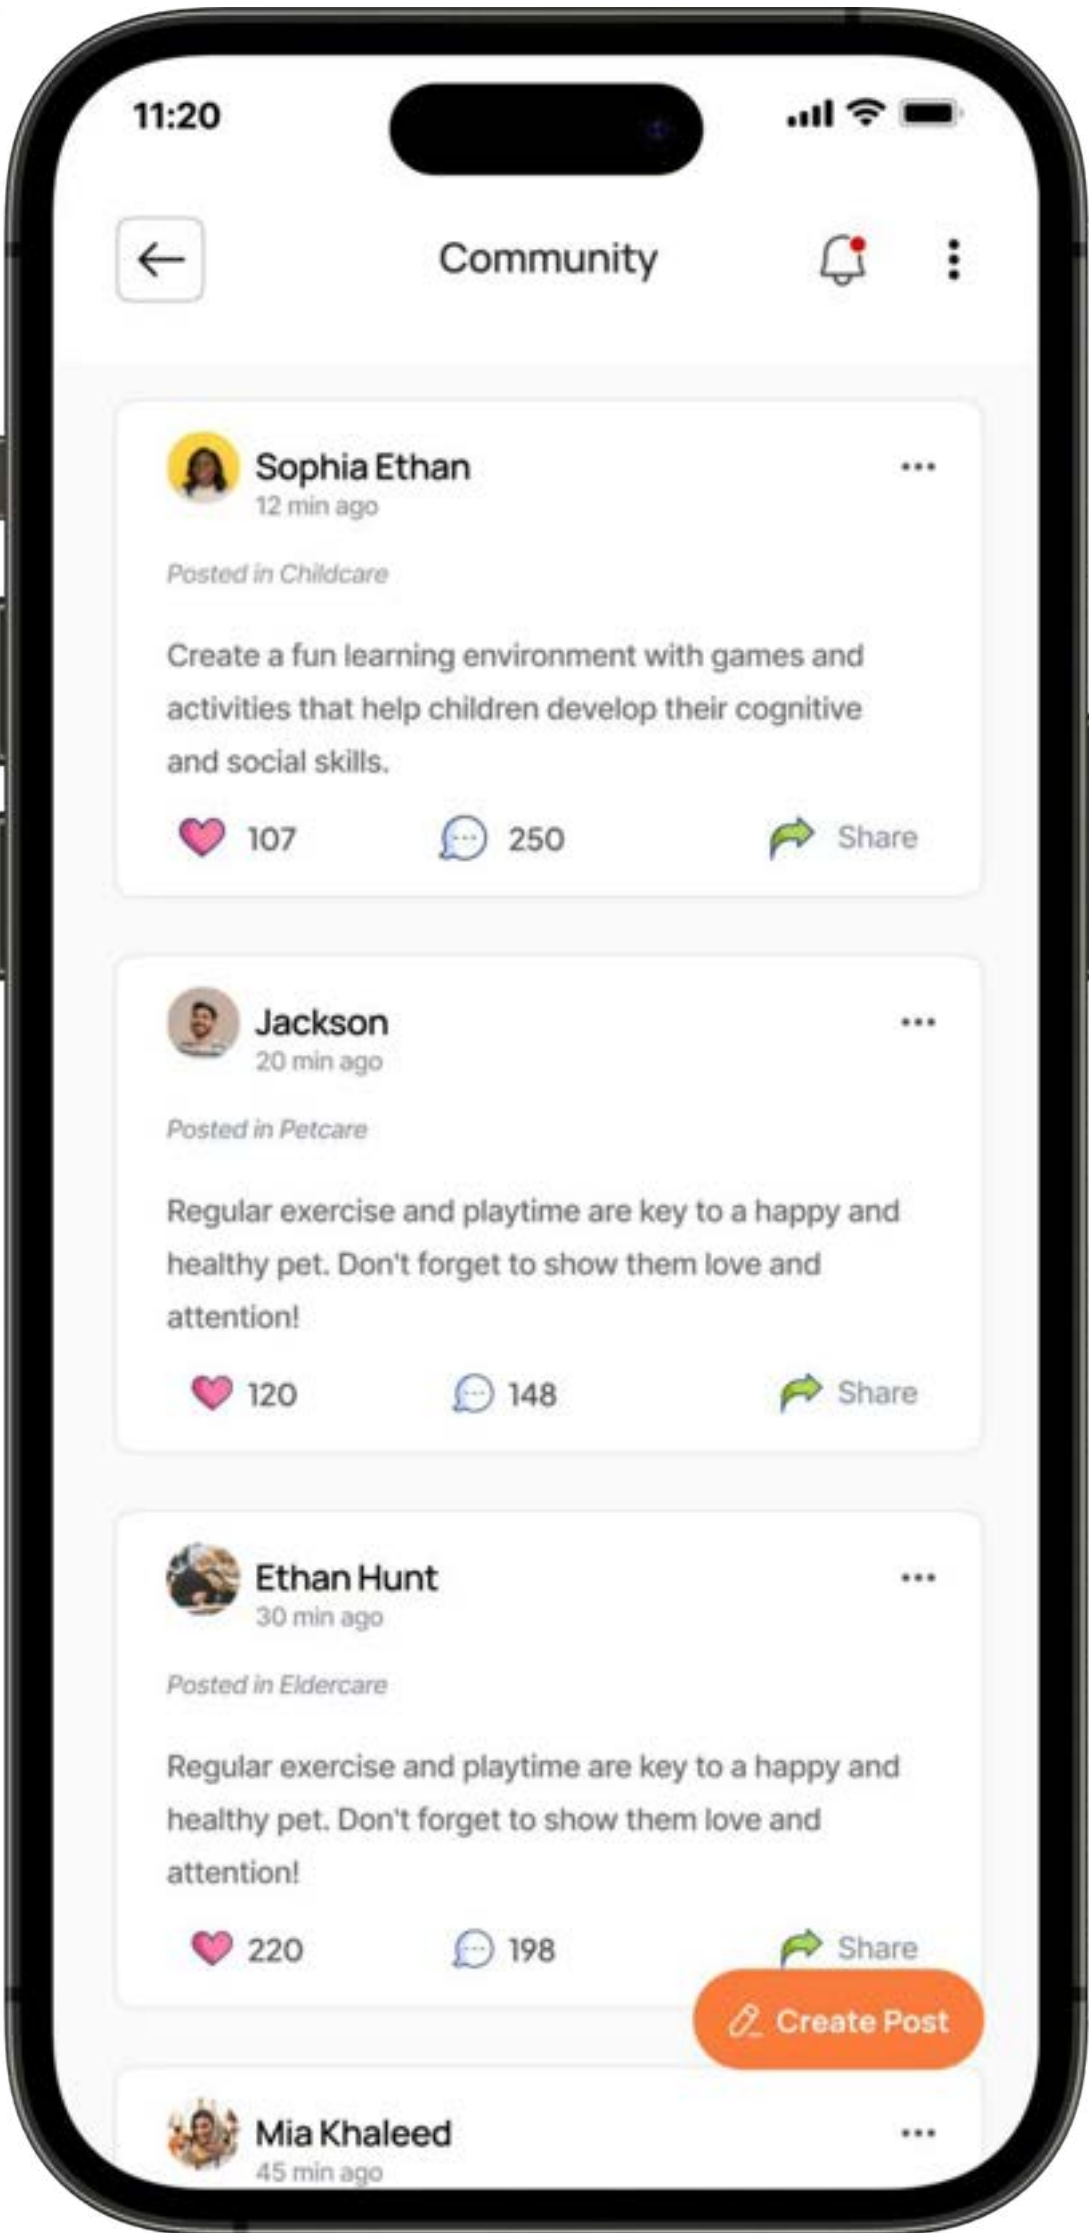 11:20
Community
Sophia Ethan
12 min ago
Posted in Childcare
Create a fun learning environment with games and
activities that help children develop their cognitive
and social skills.
107 250 Share
Jackson
20 min ago
Posted in Petcare
Regular exercise and playtime are key to a happy and
healthy pet. Don't forget to show them love and
attention!
120 148 Share
Ethan Hunt
30 min ago
Posted in Eldercare
Regular exercise and playtime are key to a happy and
healthy pet. Don't forget to show them love and
attention!
220 198 Share
Create Post
Mia Khaleed
45 min ago